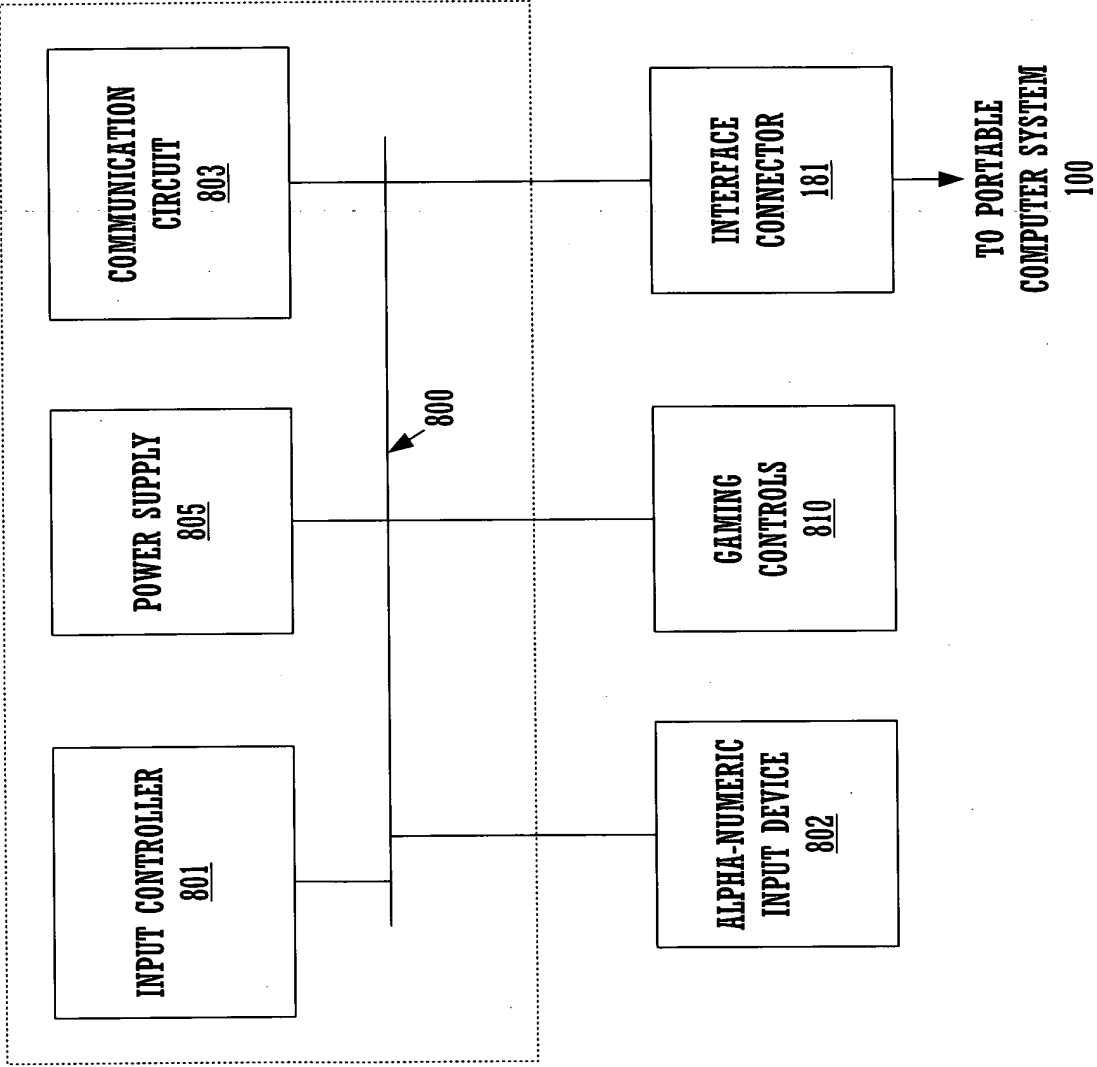 INPUT CONTROLLER
801
POWER SUPPLY
805
COMMUNICATION
CIRCUIT
803
800
ALPHA-NUMERIC
INPUT DEVICE
802
GAMING
CONTROLS
810
INTERFACE
CONNECTOR
181
TO PORTABLE
COMPUTER SYSTEM
100